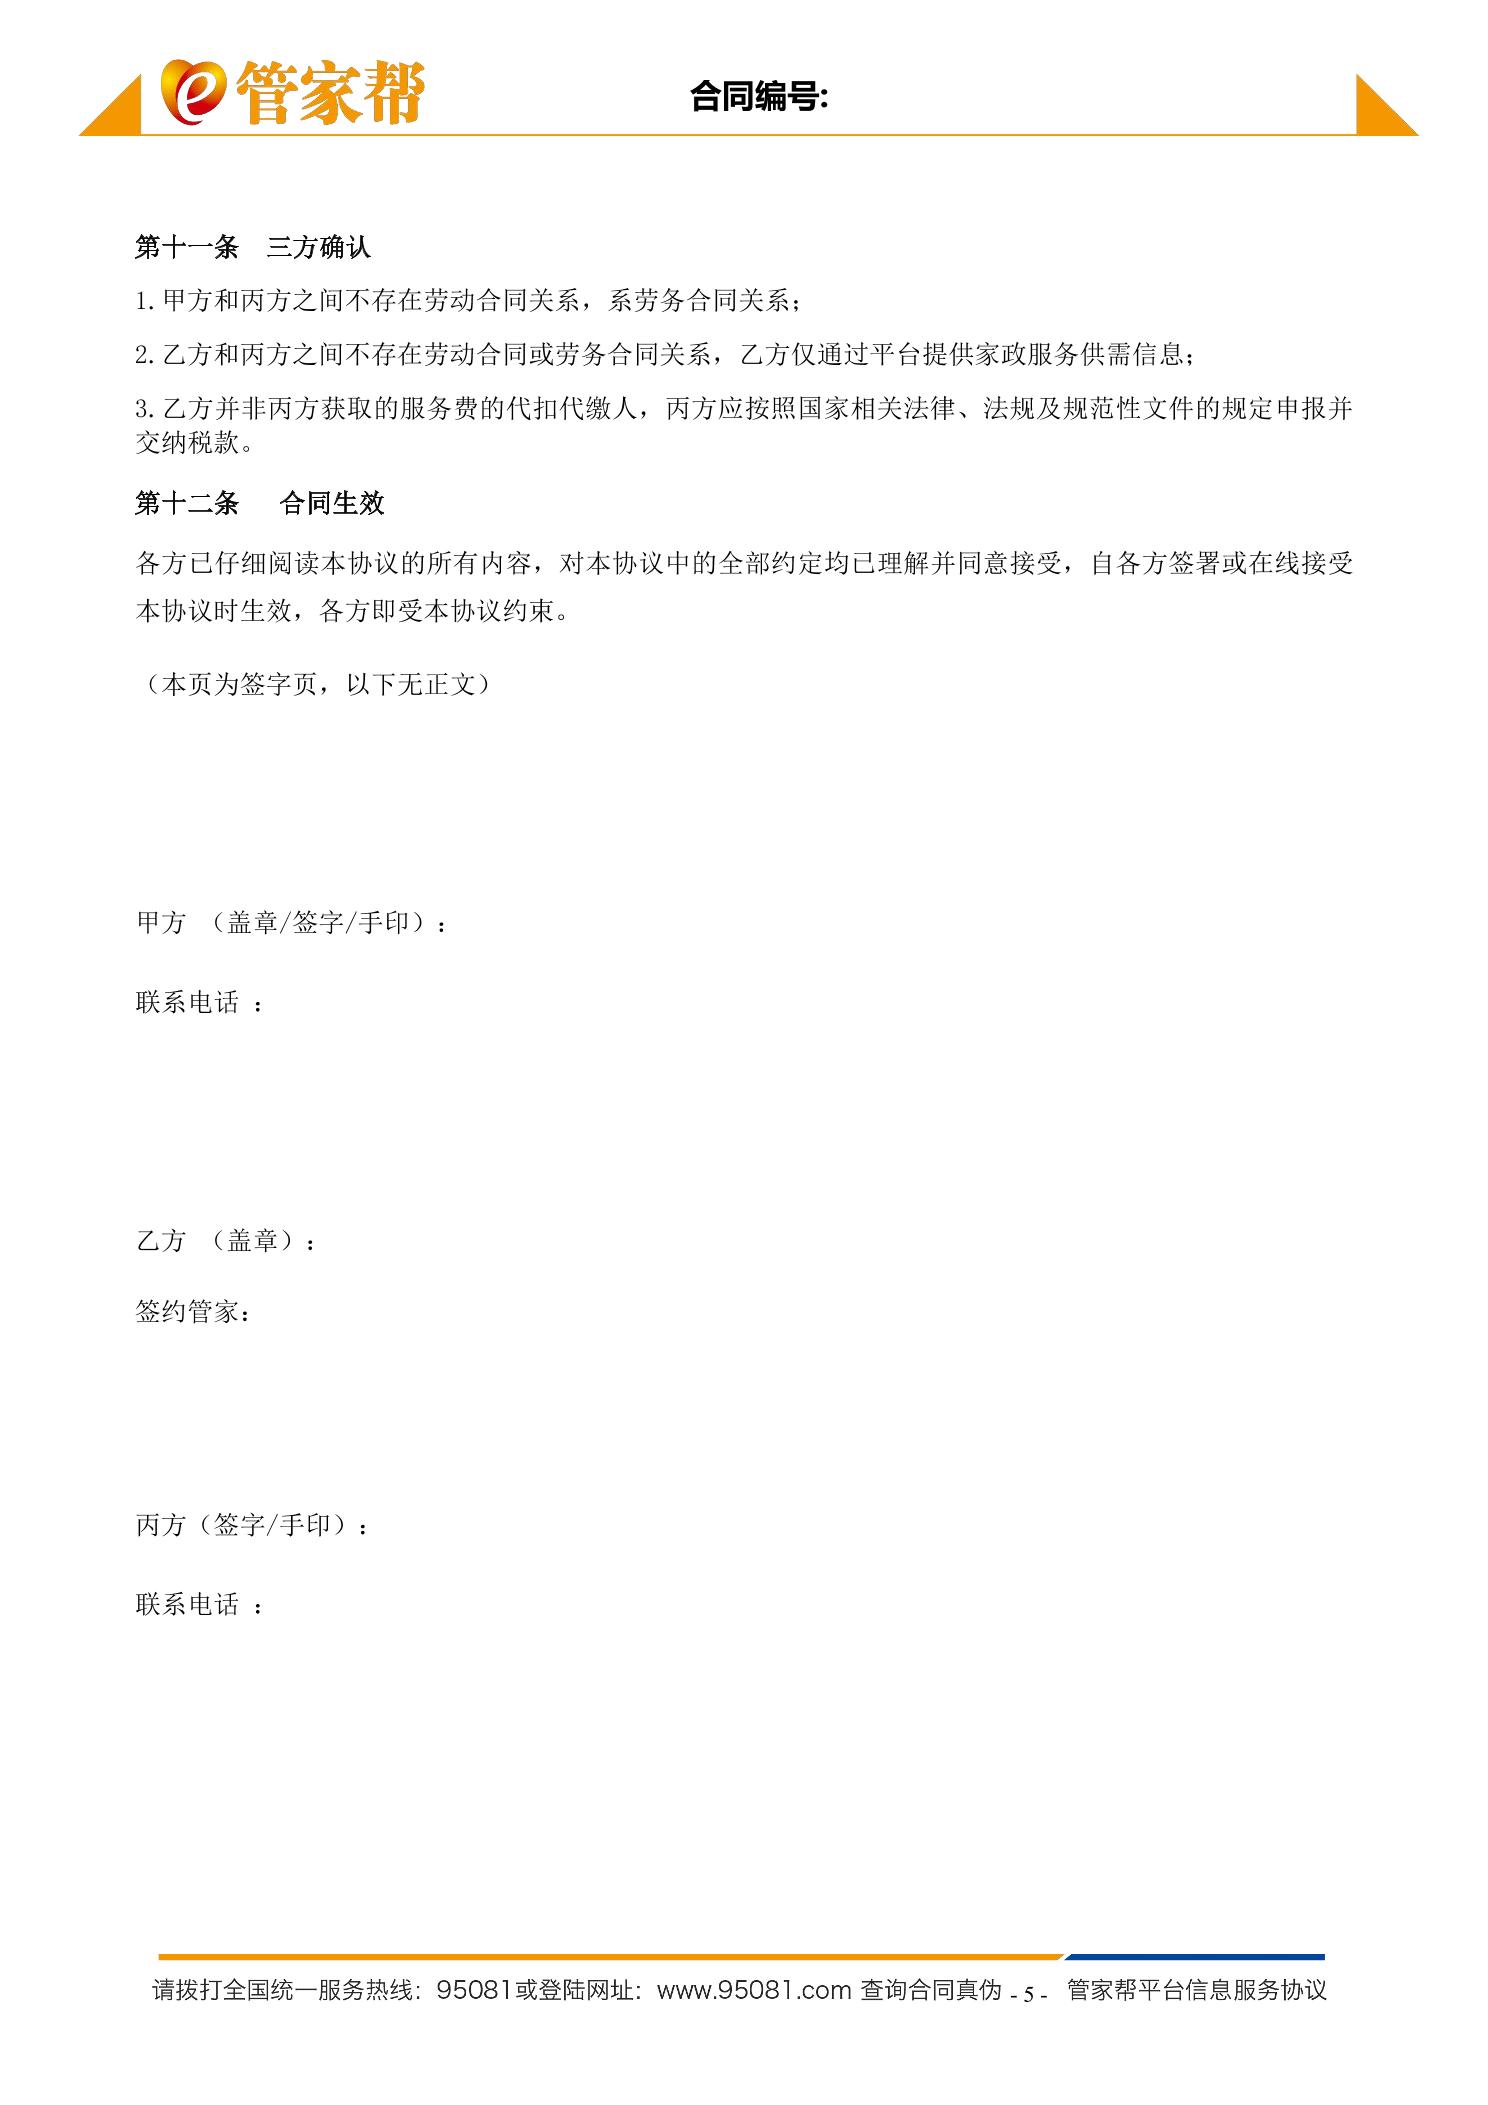 管家帮
合同编号:
第十一条 三方确认
1.甲方和丙方之间不存在劳动合同关系，系劳务合同关系；
2.乙方和丙方之间不存在劳动合同或劳务合同关系，乙方仅通过平台提供家政服务供需信息；
3.乙方并非丙方获取的服务费的代扣代缴人，丙方应按照国家相关法律、法规及规范性文件的规定申报并
交纳税款。
第十二条 合同生效
各方已仔细阅读本协议的所有内容，对本协议中的全部约定均已理解并同意接受，自各方签署或在线接受
本协议时生效，各方即受本协议约束。
（本页为签字页，以下无正文）
甲方 （盖章/签字/手印）：
联系电话 ：
乙方 （盖章）：
签约管家：
丙方（签字/手印）：
联系电话 ：
请拨打全国统一服务热线：95081或登陆网址：www.95081.com 查询合同真伪 - 5 - 管家帮平台信息服务协议